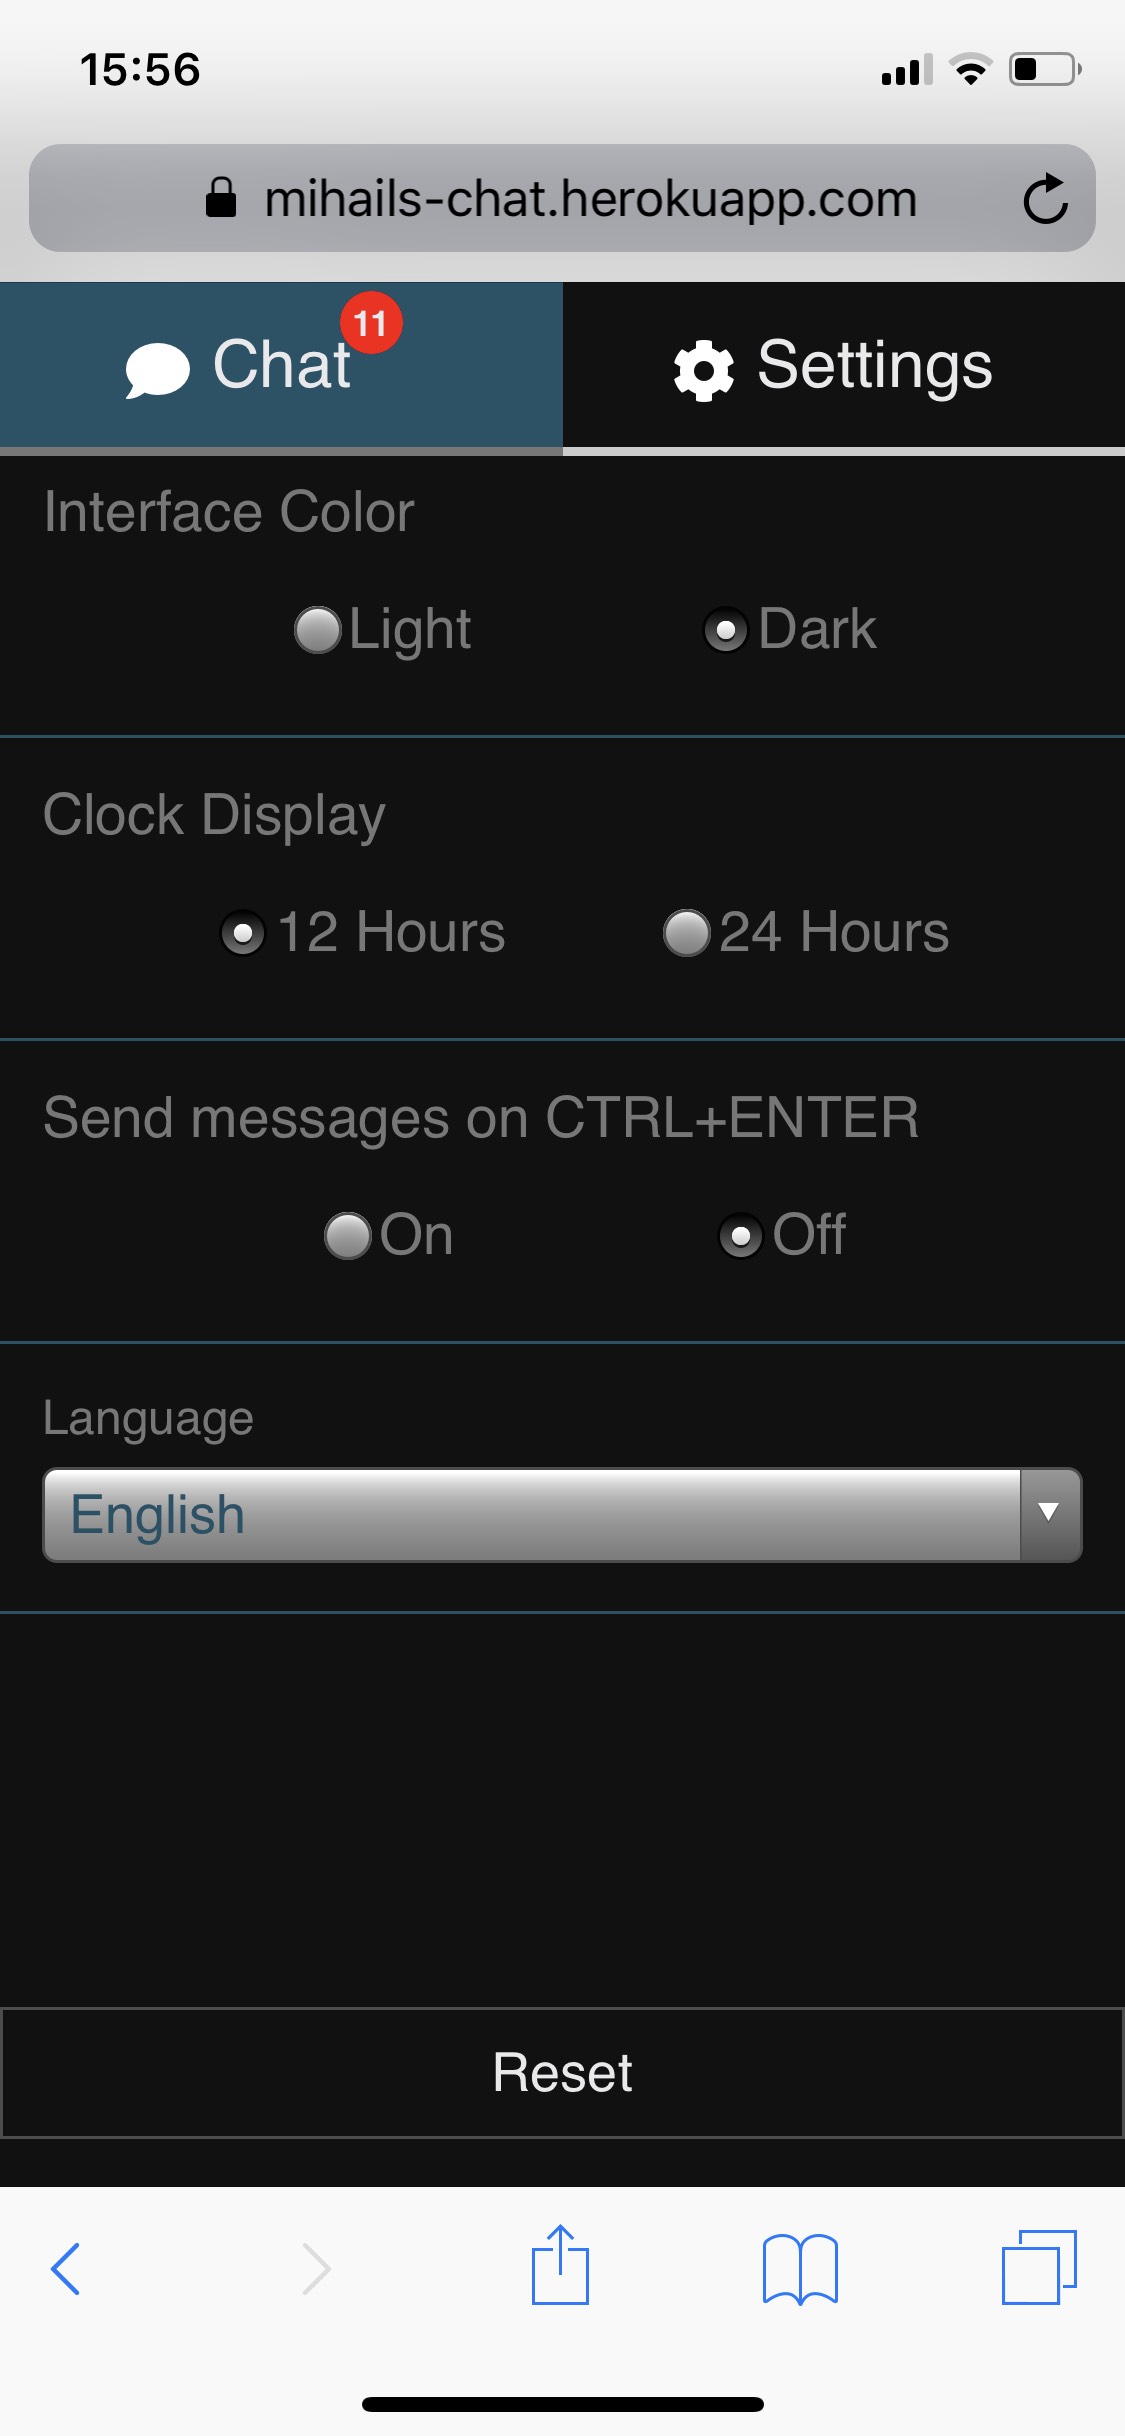 15:56
mihails-chat.herokuapp.com
Chat 11 Settings
Interface Color
Light Dark
Clock Display
12 Hours 24 Hours
Send messages on CTRL+ENTER
On Off
Language
English
Reset